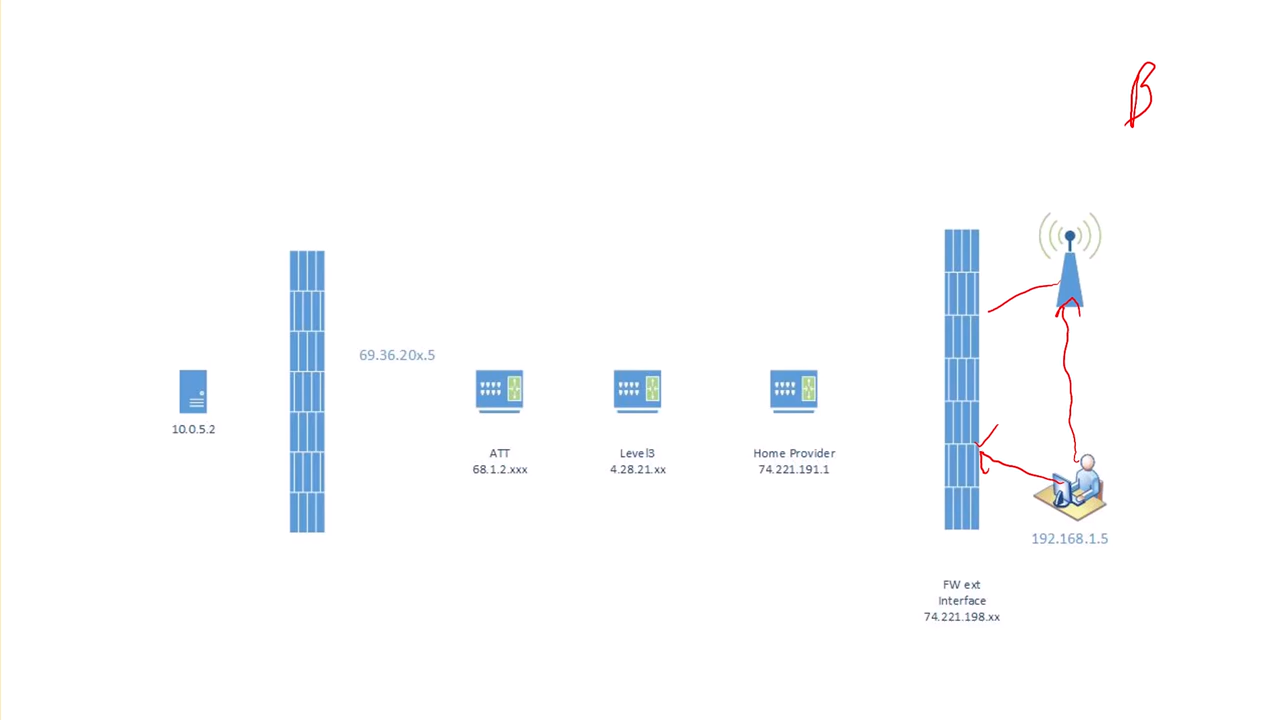 B
69.36.20x.5
10.0.5.2
ATT
68.1.2.xxx
Level3
4.28.21.xx
Home Provider
74.221.191.1
192.168.1.5
FW ext
Interface
74.221.198.xx